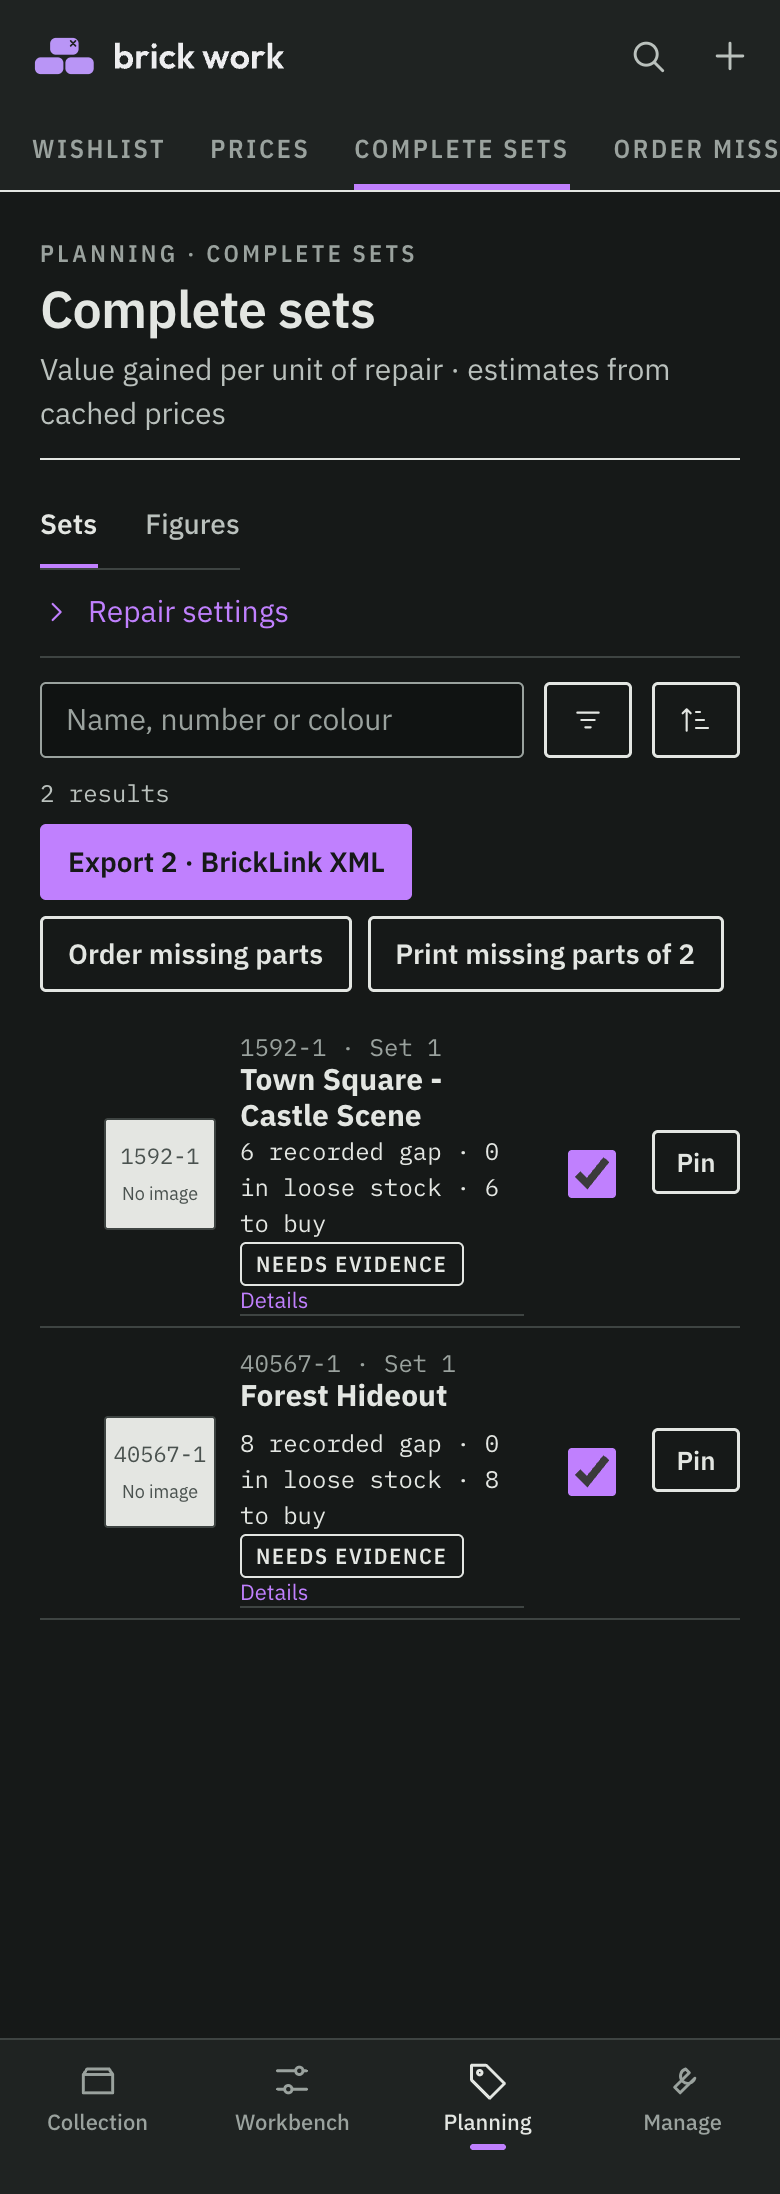 brick work
WISHLIST PRICES COMPLETE SETS ORDER MISS
PLANNING · COMPLETE SETS
Complete sets
Value gained per unit of repair · estimates from
cached prices
Sets Figures
Repair settings
Name, number or colour
2 results
Export 2 · BrickLink XML
Order missing parts Print missing parts of 2
1592-1 · Set 1
Town Square -
Castle Scene
1592-1
No image
6 recorded gap · 0
in loose stock · 6
to buy
Pin
NEEDS EVIDENCE
Details
40567-1 · Set 1
Forest Hideout
40567-1
No image
8 recorded gap · 0
in loose stock · 8
to buy
Pin
NEEDS EVIDENCE
Details
Collection Workbench Planning Manage